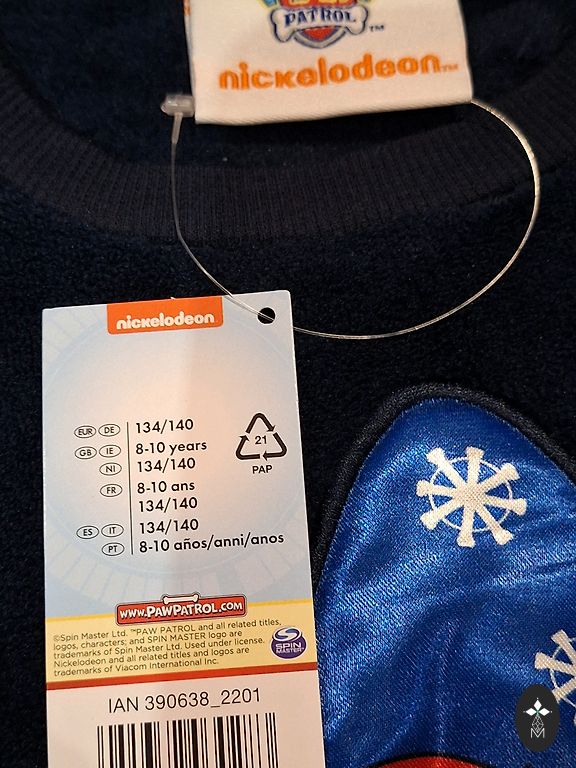 PATROL™
nickelodeon™
nickelodeon
EUR DE 134/140
GB IE 8-10 years
NI 134/140
FR 8-10 ans
134/140
ES IT 134/140
PT 8-10 años/anni/anos
21
PAP
www.PAWPATROL.com
©Spin Master Ltd. ™PAW PATROL and all related titles,
logos, characters; and SPIN MASTER logo are
trademarks of Spin Master Ltd. Used under license.
Nickelodeon and all related titles and logos are
trademarks of Viacom International Inc.
SPIN
MASTER
IAN 390638_2201